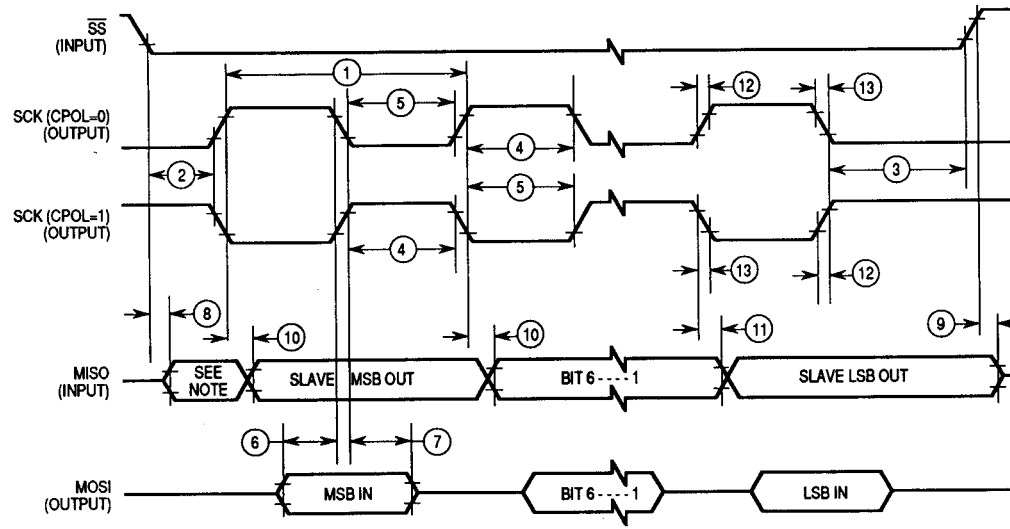 SS
(INPUT)
1
5
12
13
SCK (CPOL=0)
(OUTPUT)
4
2
3
5
SCK (CPOL=1)
(OUTPUT)
4
13
12
8
10
10
11
9
MISO
(INPUT)
SEE
NOTE
SLAVE MSB OUT
BIT 6 ---- 1
SLAVE LSB OUT
6
7
MOSI
(OUTPUT)
MSB IN
BIT 6 ---- 1
LSB IN